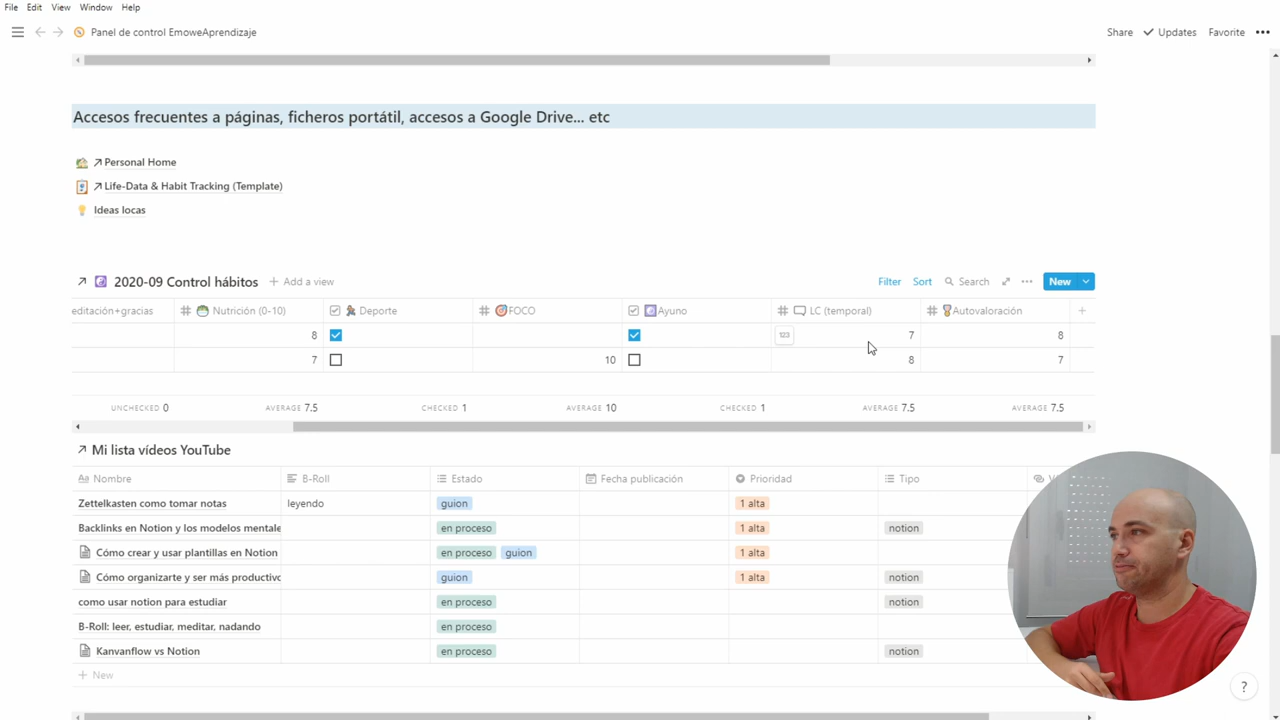 File Edit View Window Help
Panel de control EmoweAprendizaje Share Updates Favorite
Accesos frecuentes a páginas, ficheros portátil, accesos a Google Drive... etc
Personal Home
Life-Data & Habit Tracking (Template)
Ideas locas
2020-09 Control hábitos + Add a view Filter Sort Search New
editación+gracias # Nutrición (0-10) Deporte # FOCO Ayuno # LC (temporal) # Autovaloración +
8 123 7 8
7 10 8 7
UNCHECKED 0 AVERAGE 7.5 CHECKED 1 AVERAGE 10 CHECKED 1 AVERAGE 7.5 AVERAGE 7.5
Mi lista vídeos YouTube
Aa Nombre B-Roll Estado Fecha publicación Prioridad Tipo
Zettelkasten como tomar notas leyendo guion 1 alta
Backlinks en Notion y los modelos mentale en proceso 1 alta notion
Cómo crear y usar plantillas en Notion en proceso guion 1 alta
Cómo organizarte y ser más productivo guion 1 alta notion
como usar notion para estudiar en proceso notion
B-Roll: leer, estudiar, meditar, nadando en proceso
Kanvanflow vs Notion en proceso notion
+ New
?